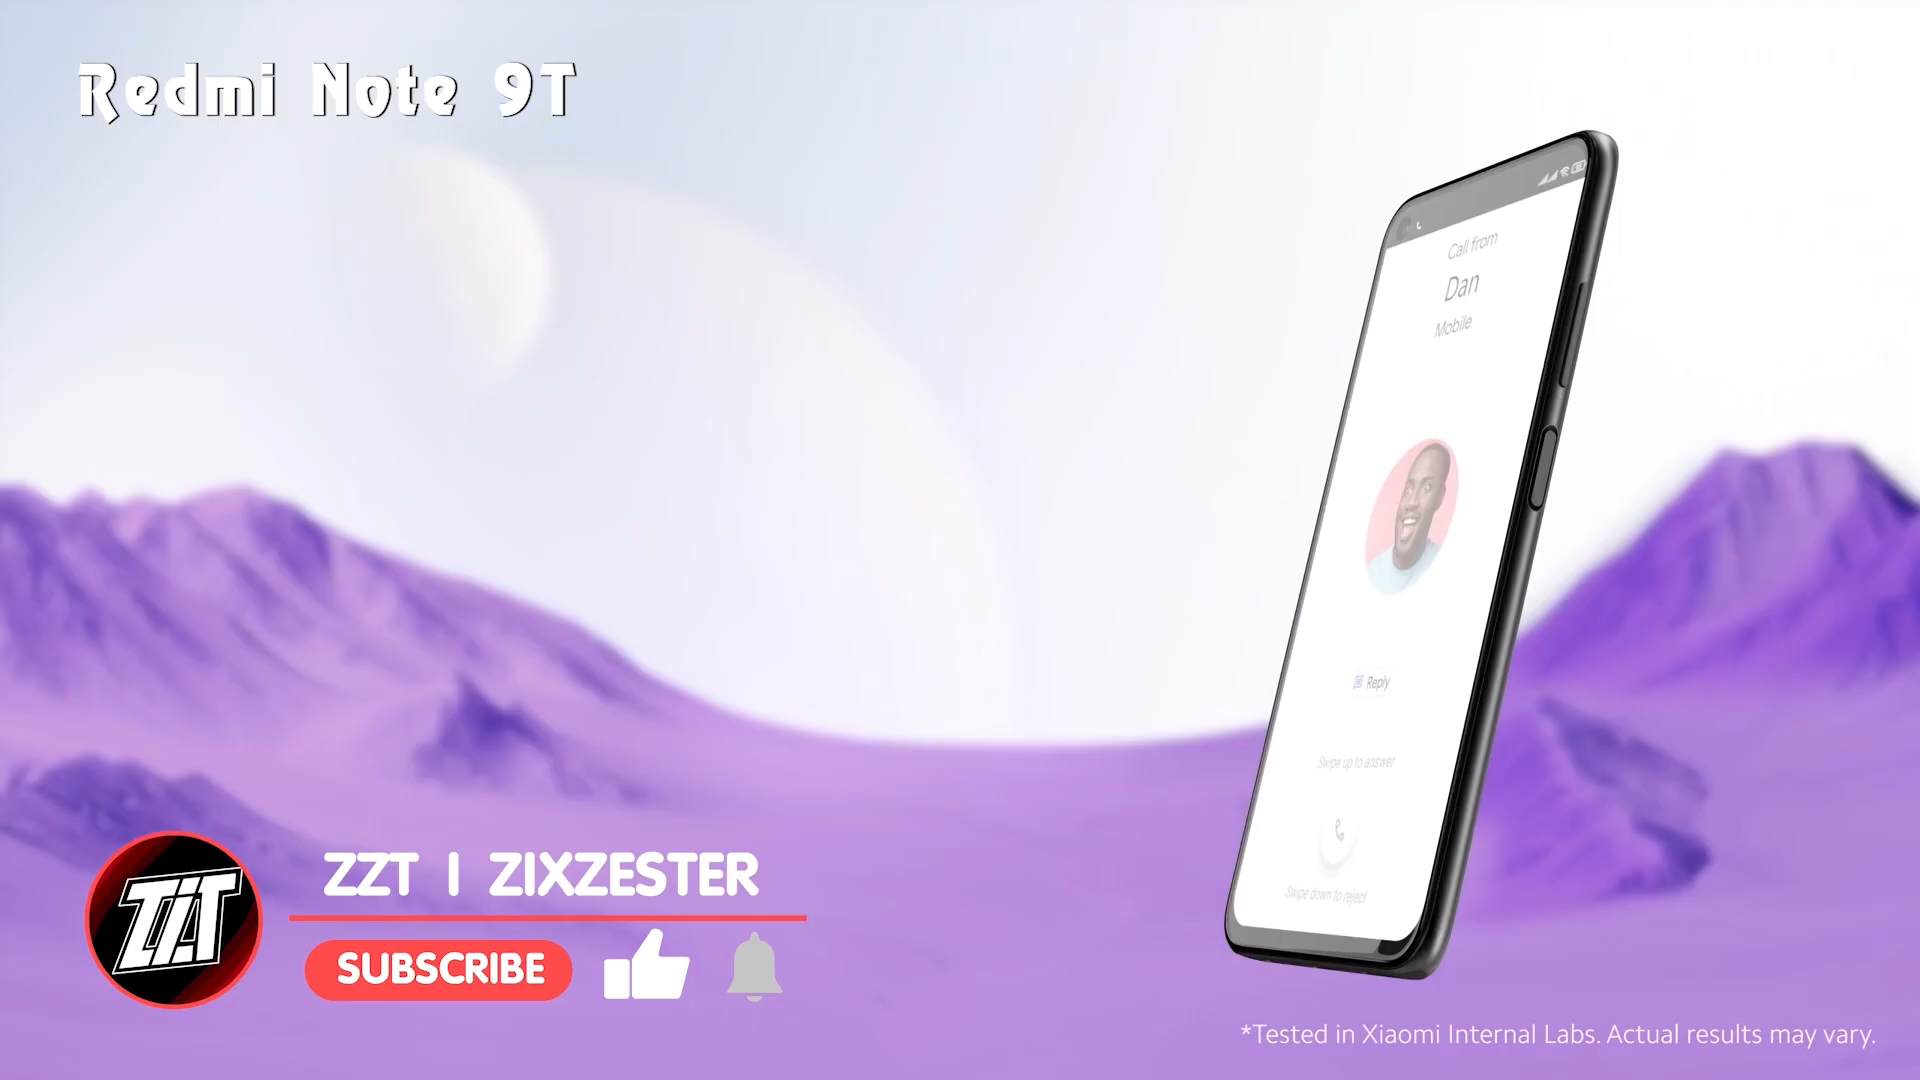 Redmi Note 9T
Call from
Dan
Mobile
Reply
Swipe up to answer
Swipe down to reject
ZZT | ZIXZESTER
ZZT
SUBSCRIBE
*Tested in Xiaomi Internal Labs. Actual results may vary.